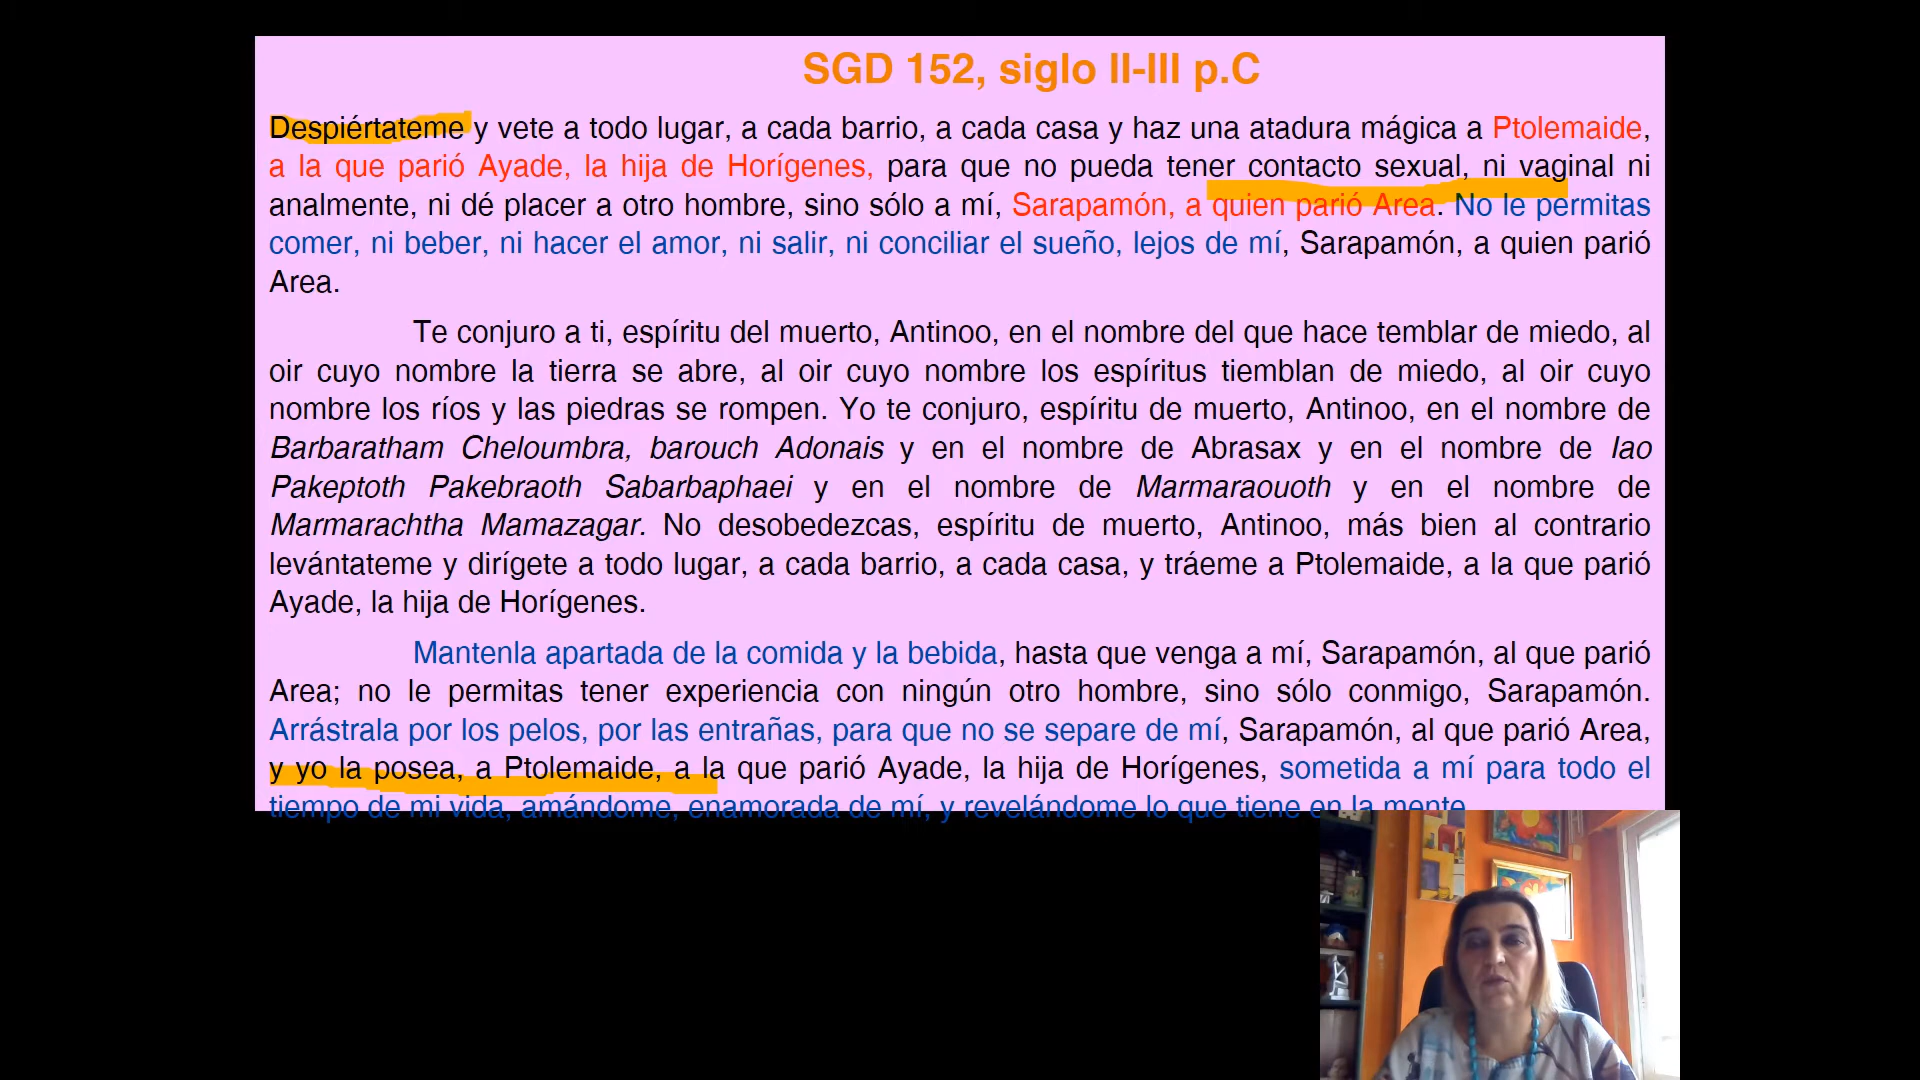 SGD 152, siglo II-III p.C
Despiértateme y vete a todo lugar, a cada barrio, a cada casa y haz una atadura mágica a Ptolemaide,
a la que parió Ayade, la hija de Horígenes, para que no pueda tener contacto sexual, ni vaginal ni
analmente, ni dé placer a otro hombre, sino sólo a mí, Sarapamón, a quien parió Area. No le permitas
comer, ni beber, ni hacer el amor, ni salir, ni conciliar el sueño, lejos de mí, Sarapamón, a quien parió
Area.
Te conjuro a ti, espíritu del muerto, Antinoo, en el nombre del que hace temblar de miedo, al
oir cuyo nombre la tierra se abre, al oir cuyo nombre los espíritus tiemblan de miedo, al oir cuyo
nombre los ríos y las piedras se rompen. Yo te conjuro, espíritu de muerto, Antinoo, en el nombre de
Barbaratham Cheloumbra, barouch Adonais y en el nombre de Abrasax y en el nombre de Iao
Pakeptoth Pakebraoth Sabarbaphaei y en el nombre de Marmaraouoth y en el nombre de
Marmarachtha Mamazagar. No desobedezcas, espíritu de muerto, Antinoo, más bien al contrario
levántateme y dirígete a todo lugar, a cada barrio, a cada casa, y tráeme a Ptolemaide, a la que parió
Ayade, la hija de Horígenes.
Mantenla apartada de la comida y la bebida, hasta que venga a mí, Sarapamón, al que parió
Area; no le permitas tener experiencia con ningún otro hombre, sino sólo conmigo, Sarapamón.
Arrástrala por los pelos, por las entrañas, para que no se separe de mí, Sarapamón, al que parió Area,
y yo la posea, a Ptolemaide, a la que parió Ayade, la hija de Horígenes, sometida a mí para todo el
tiempo de mi vida, amándome, enamorada de mí, y revelándome lo que tiene en la mente.